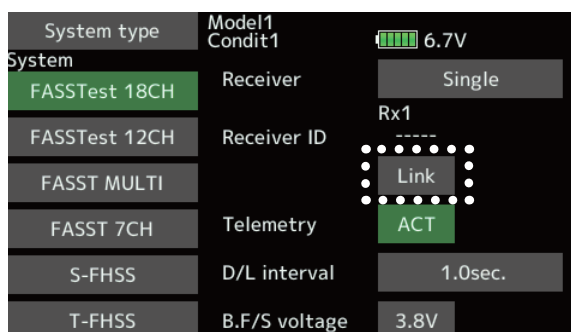 System type
Model1
Condit1
6.7V
System
FASSTest 18CH
Receiver
Single
Rx1
FASSTest 12CH
Receiver ID
-----
FASST MULTI
Link
FASST 7CH
Telemetry
ACT
S-FHSS
D/L interval
1.0sec.
T-FHSS
B.F/S voltage
3.8V